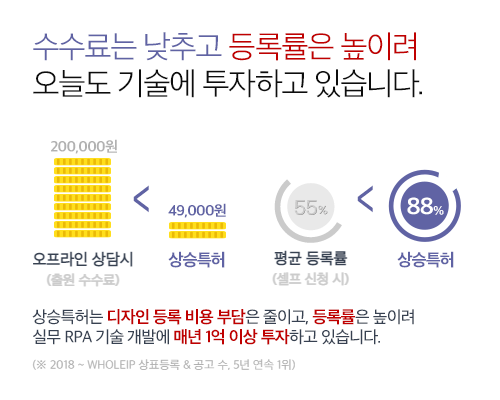 수수료는 낮추고 등록률은 높이려
오늘도 기술에 투자하고 있습니다.
200,000원
<
49,000원
55%
<
88%
오프라인 상담시
(출원 수수료)
상승특허
평균 등록률
(셀프 신청 시)
상승특허
상승특허는 디자인 등록 비용 부담은 줄이고, 등록률은 높이려
실무 RPA 기술 개발에 매년 1억 이상 투자하고 있습니다.
(※ 2018 ~ WHOLEIP 상표등록 & 공고 수, 5년 연속 1위)